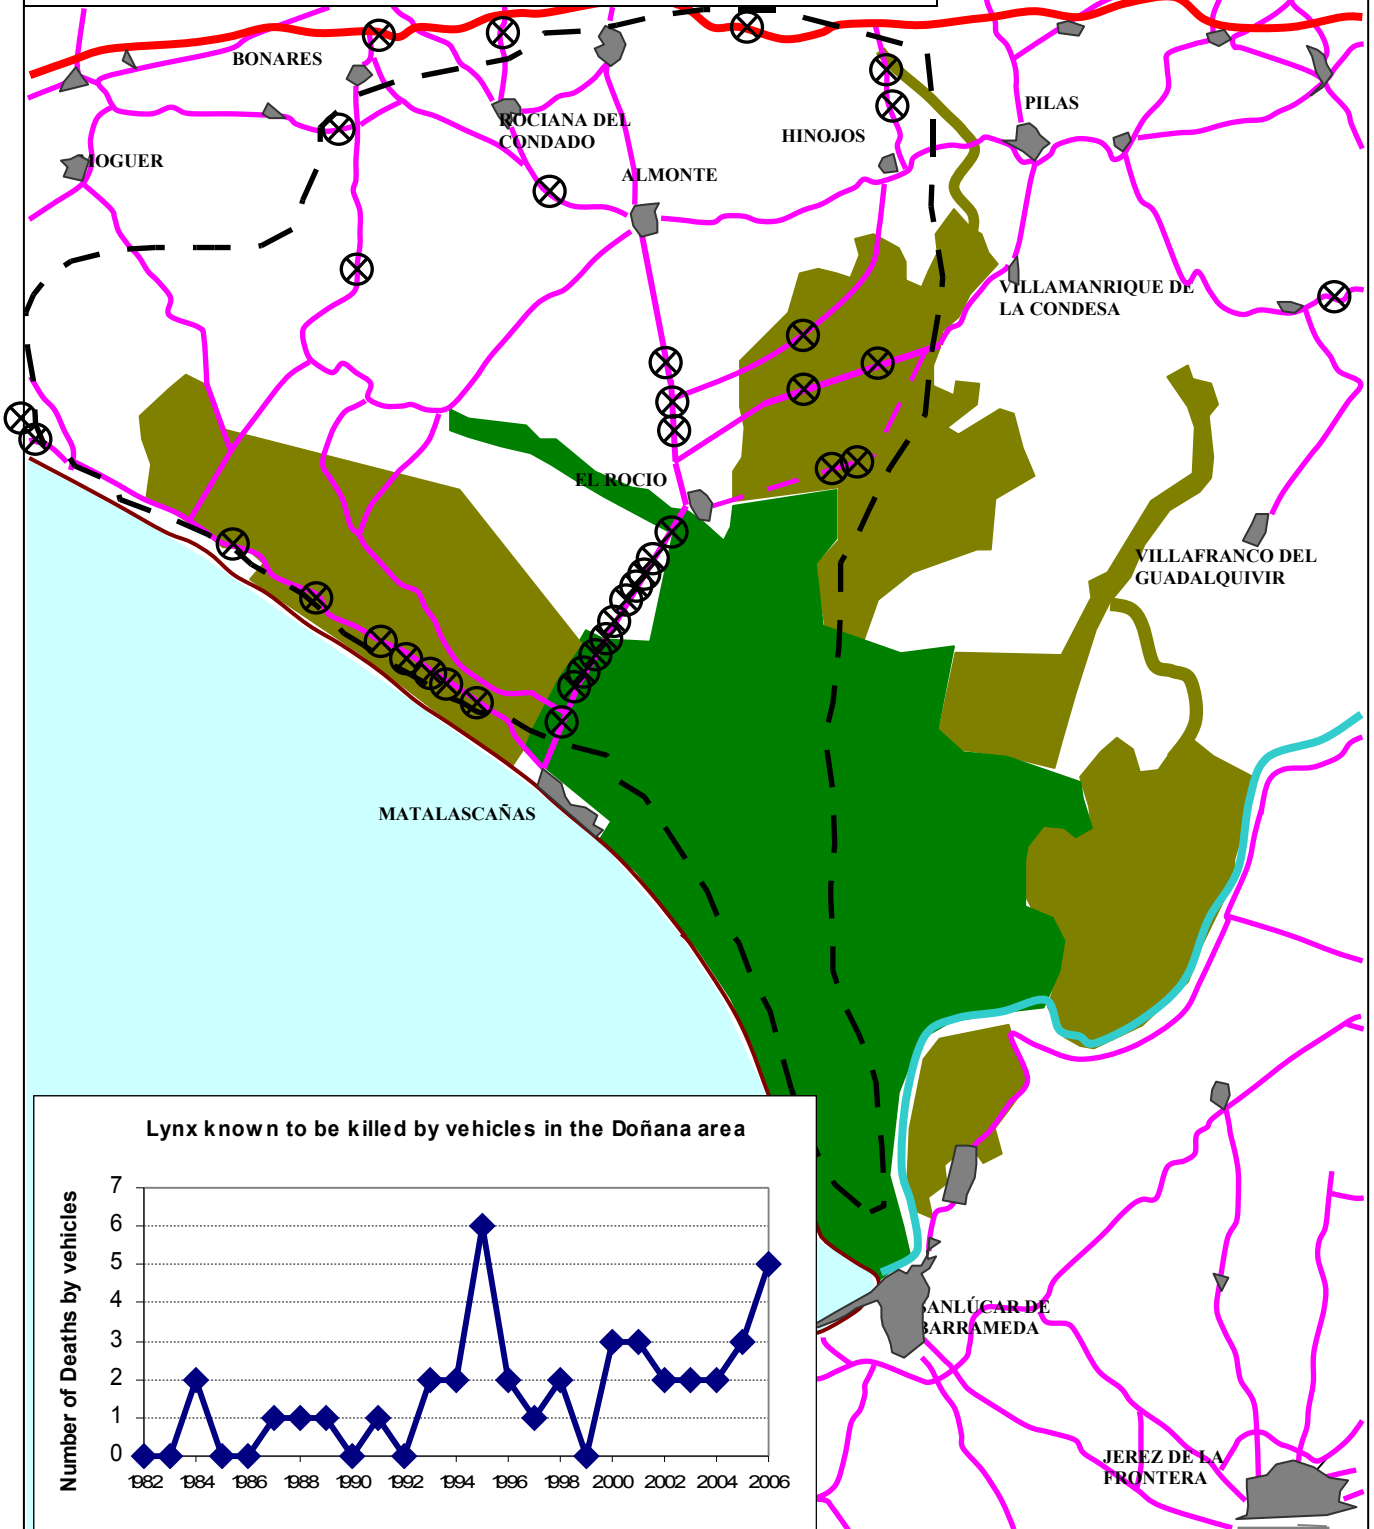 BONARES
ROCIANA DEL
CONDADO
PILAS
HINOJOS
IOGUER
ALMONTE
VILLAMANRIQUE DE
LA CONDESA
EL ROCIO
VILLAFRANCO DEL
GUADALQUIVIR
MATALASCAÑAS
Lynx known to be killed by vehicles in the Doñana area
Number of Deaths by vehicles
7
6
5
4
3
2
1
0
1982 1984 1986 1988 1990 1992 1994 1996 1998 2000 2002 2004 2006
SANLÚCAR DE
BARRAMEDA
JEREZ DE LA
FRONTERA